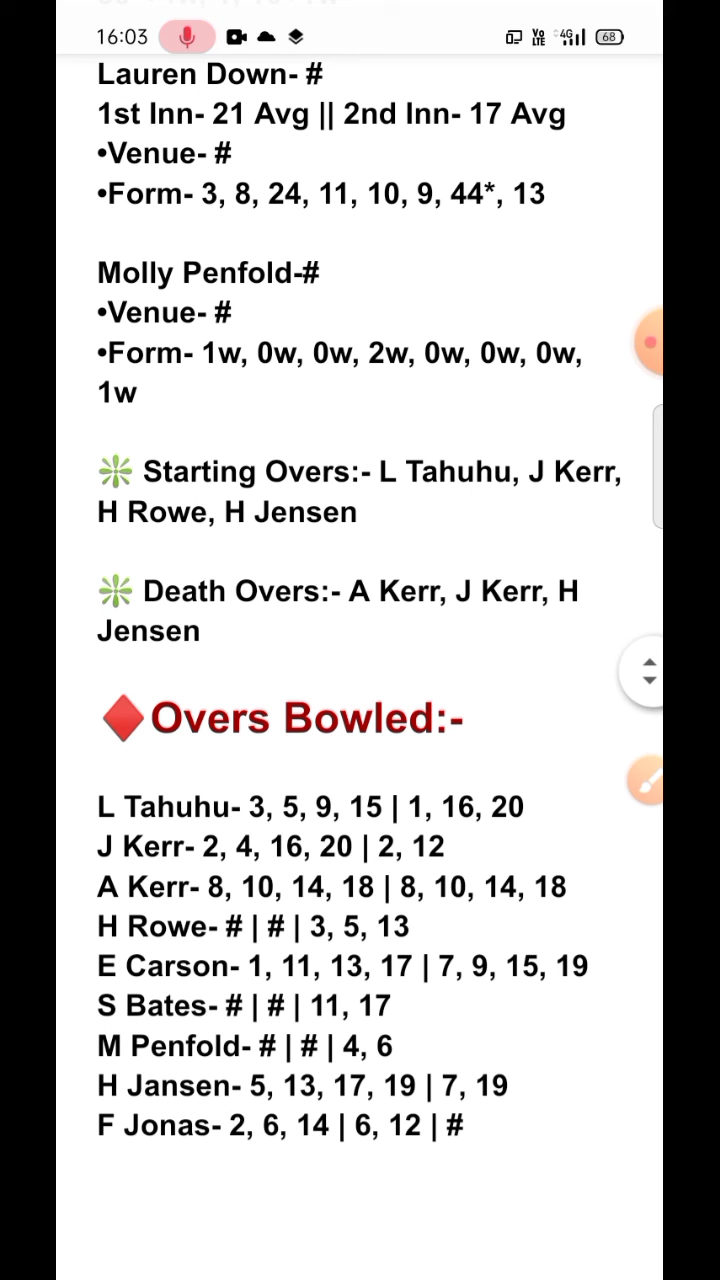 16:03
VO LTE 4G 68
Lauren Down- #
1st Inn- 21 Avg || 2nd Inn- 17 Avg
•Venue- #
•Form- 3, 8, 24, 11, 10, 9, 44*, 13
Molly Penfold-#
•Venue- #
•Form- 1w, 0w, 0w, 2w, 0w, 0w, 0w,
1w
❇️ Starting Overs:- L Tahuhu, J Kerr,
H Rowe, H Jensen
❇️ Death Overs:- A Kerr, J Kerr, H
Jensen
♦️Overs Bowled:-
L Tahuhu- 3, 5, 9, 15 | 1, 16, 20
J Kerr- 2, 4, 16, 20 | 2, 12
A Kerr- 8, 10, 14, 18 | 8, 10, 14, 18
H Rowe- # | # | 3, 5, 13
E Carson- 1, 11, 13, 17 | 7, 9, 15, 19
S Bates- # | # | 11, 17
M Penfold- # | # | 4, 6
H Jansen- 5, 13, 17, 19 | 7, 19
F Jonas- 2, 6, 14 | 6, 12 | #